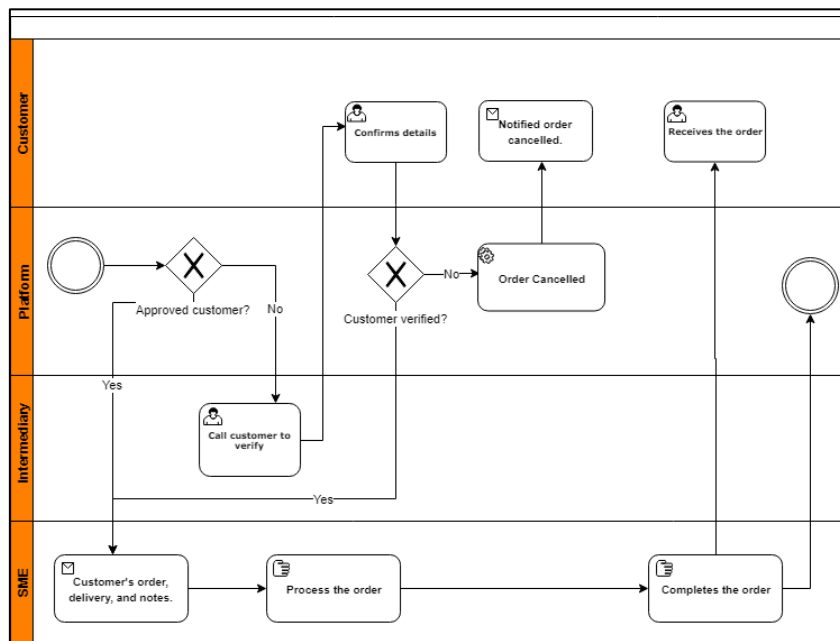 Customer
Confirms details
Notified order
cancelled.
Receives the order
Platform
Approved customer?
No
Customer verified?
No
Order Cancelled
Yes
Intermediary
Call customer to
verify
Yes
SME
Customer's order,
delivery, and notes.
Process the order
Completes the order